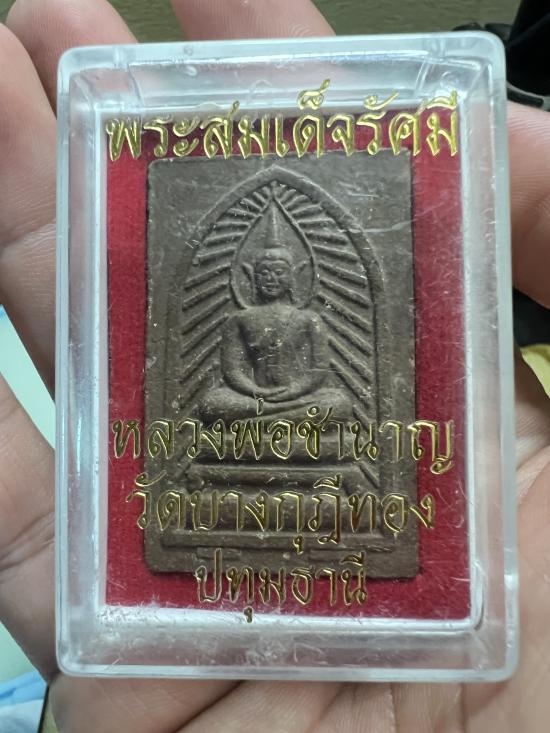 พระสมเด็จรัศมี
หลวงพ่อชำนาญ
วัดบางกุฎีทอง
ปทุมธานี